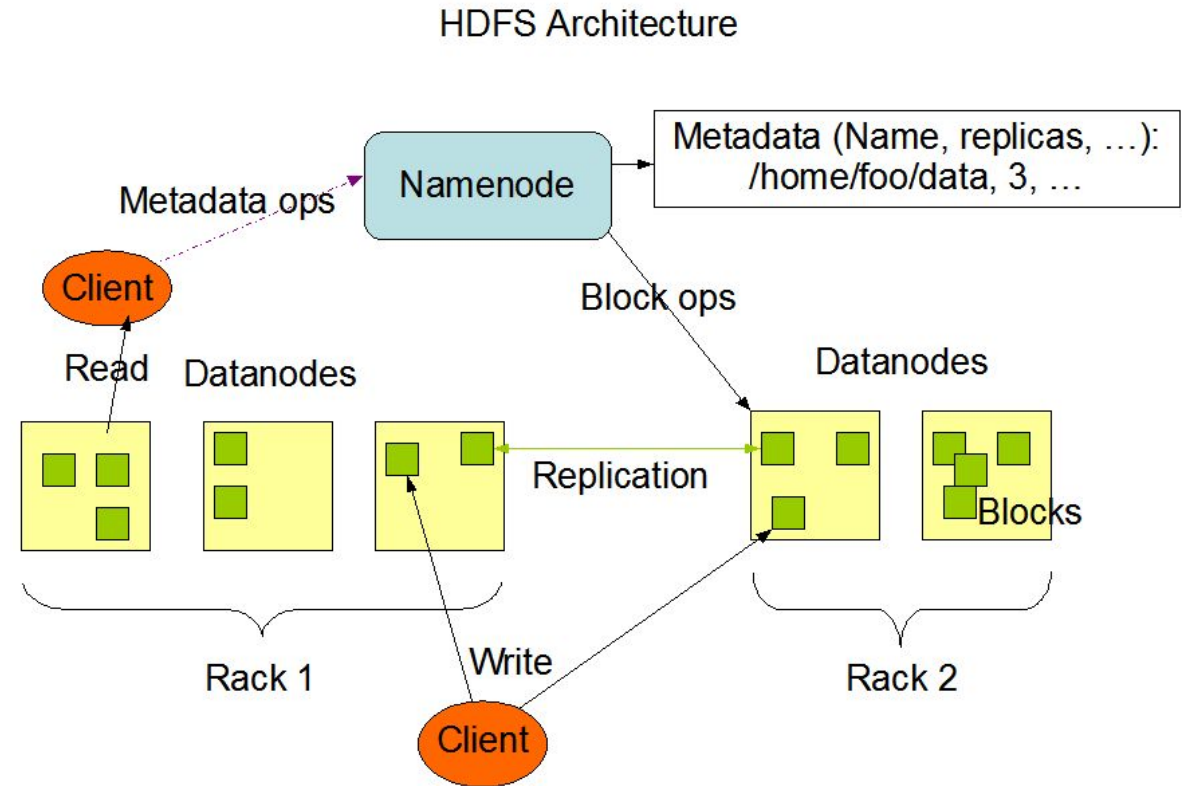 HDFS Architecture
Metadata (Name, replicas, …):
/home/foo/data, 3, …
Namenode
Metadata ops
Client
Block ops
Read
Datanodes
Datanodes
Replication
Blocks
Rack 1
Write
Rack 2
Client